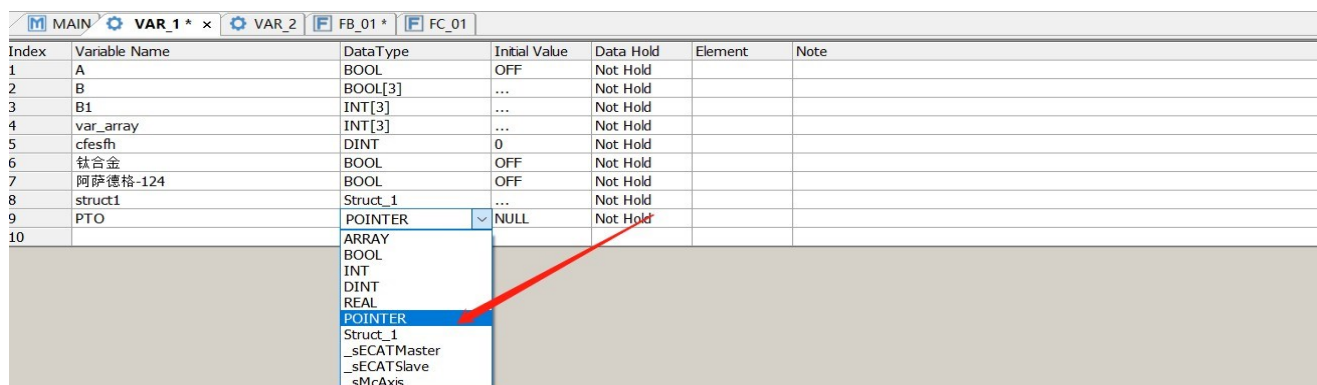 MAIN VAR_1 * x VAR_2 FB_01 * FC_01
Index Variable Name DataType Initial Value Data Hold Element Note
1 A BOOL OFF Not Hold
2 B BOOL[3] ... Not Hold
3 B1 INT[3] ... Not Hold
4 var_array INT[3] ... Not Hold
5 cfesfh DINT 0 Not Hold
6 钛合金 BOOL OFF Not Hold
7 阿萨德格-124 BOOL OFF Not Hold
8 struct1 Struct_1 ... Not Hold
9 PTO POINTER NULL Not Hold
10
ARRAY
BOOL
INT
DINT
REAL
POINTER
Struct_1
_sECATMaster
_sECATSlave
_sMcAxis